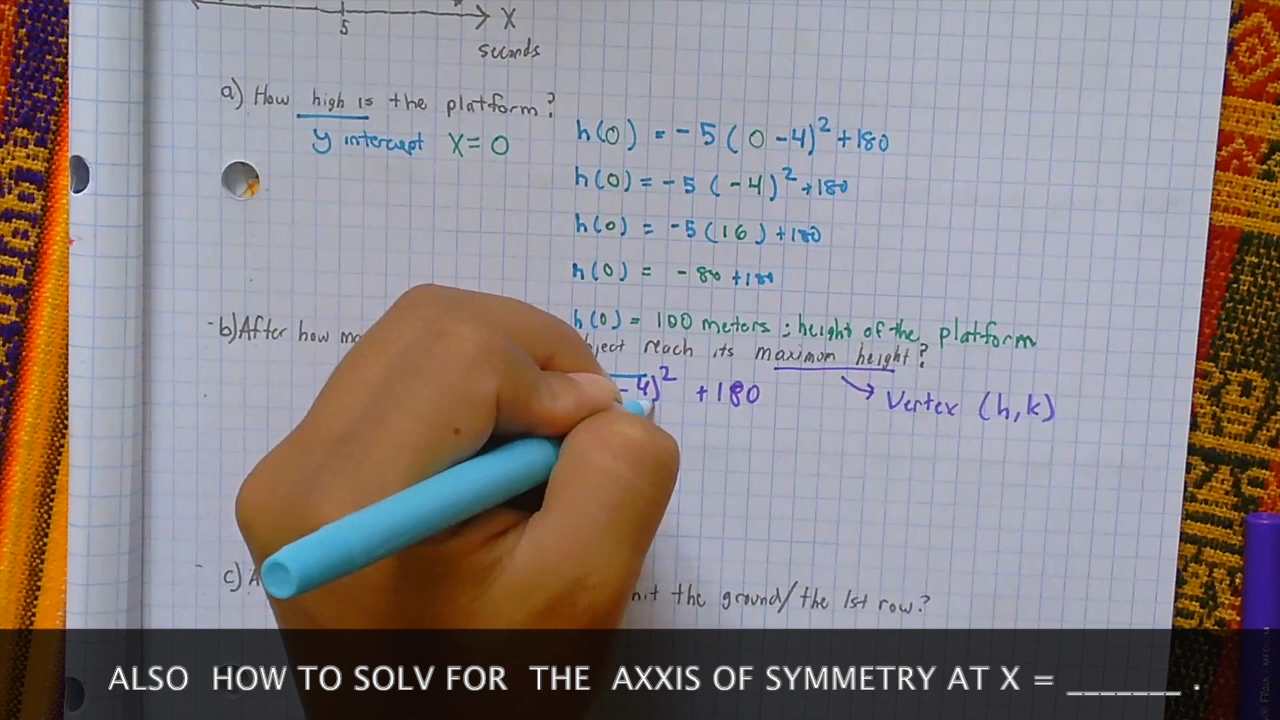 5
X
seconds
a) How high is the platform?
y intercept X = 0
h(0) = -5(0-4)² +180
h(0) = -5(-4)² +180
h(0) = -5(16) +180
h(0) = -80 +180
h(0) = 100 meters ; height of the platform
b) After how reach its maximum height?
-4)² +180
Vertex (h,k)
c) hit the ground/the 1st row?
ALSO HOW TO SOLV FOR THE AXXIS OF SYMMETRY AT X = _______ .